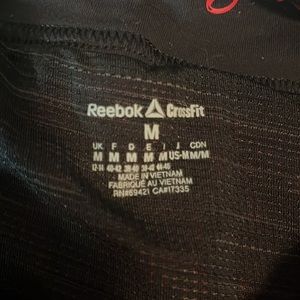 Reebok CrossFit
M
UK F D E I J CDN
M M M M M US-M M/M
MADE IN VIETNAM
FABRIQUÉ AU VIETNAM
RN#69421 CA#17335